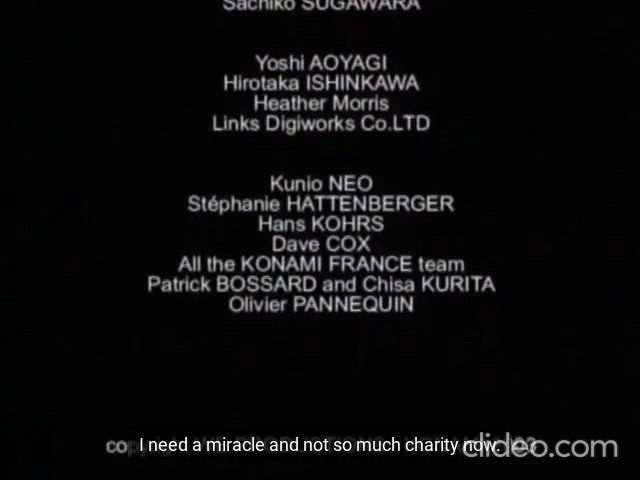 Sachiko SUGAWARA
Yoshi AOYAGI
Hirotaka ISHINKAWA
Heather Morris
Links Digiworks Co.LTD
Kunio NEO
Stéphanie HATTENBERGER
Hans KOHRS
Dave COX
All the KONAMI FRANCE team
Patrick BOSSARD and Chisa KURITA
Olivier PANNEQUIN
I need a miracle and not so much charity now.
clideo.com